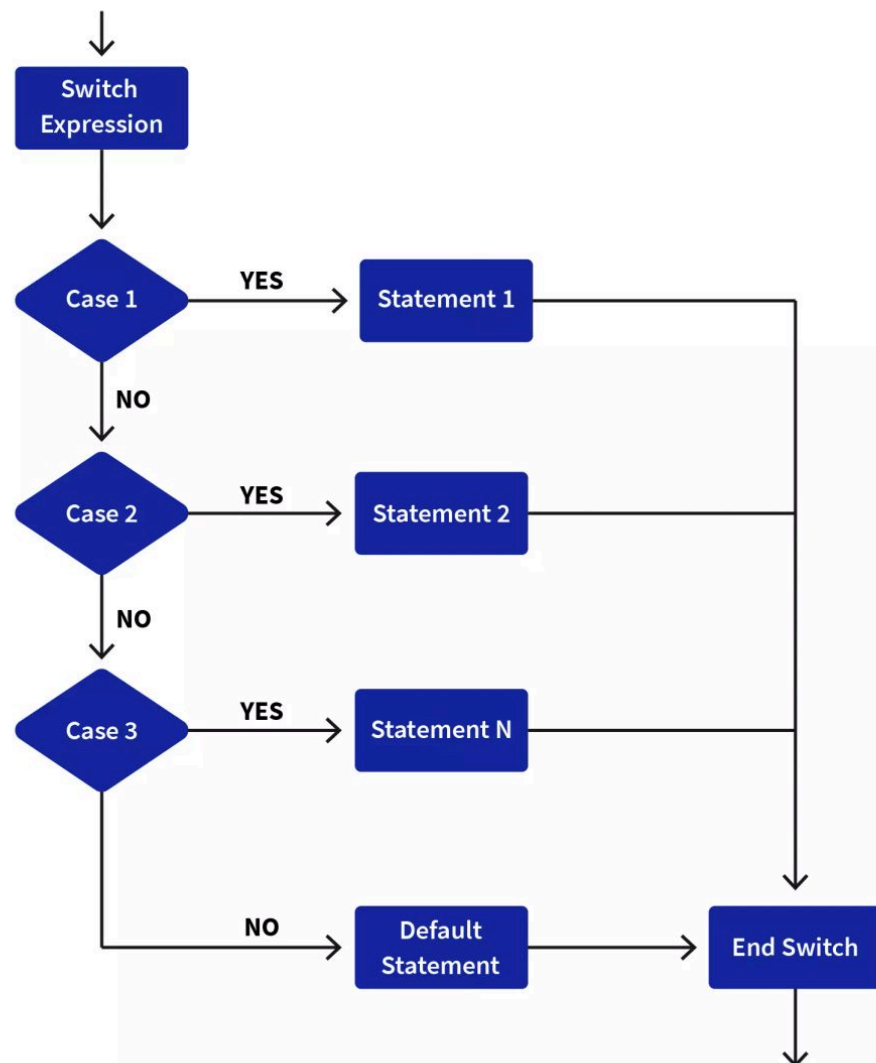 Switch
Expression
Case 1
YES
Statement 1
NO
Case 2
YES
Statement 2
NO
Case 3
YES
Statement N
NO
Default
Statement
End Switch